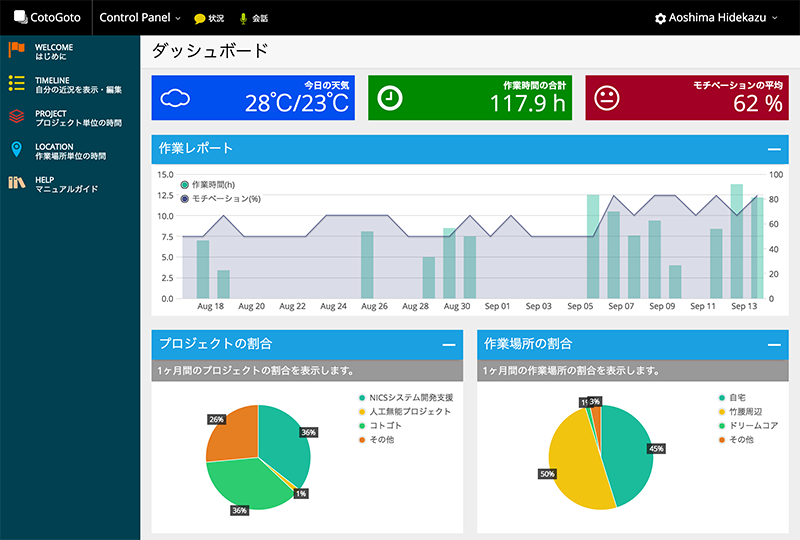 CotoGoto
Control Panel
状況
会話
Aoshima Hidekazu
WELCOME
はじめに
TIMELINE
自分の近況を表示・編集
PROJECT
プロジェクト単位の時間
LOCATION
作業場所単位の時間
HELP
マニュアルガイド
ダッシュボード
今日の天気
28℃/23℃
作業時間の合計
117.9 h
モチベーションの平均
62 %
作業レポート
作業時間(h)
モチベーション(%)
15.0
12.5
10.0
7.5
5.0
2.5
0.0
100
80
60
40
20
0
Aug 18
Aug 20
Aug 22
Aug 24
Aug 26
Aug 28
Aug 30
Sep 01
Sep 03
Sep 05
Sep 07
Sep 09
Sep 11
Sep 13
プロジェクトの割合
1ヶ月間のプロジェクトの割合を表示します。
26%
36%
1%
36%
NICSシステム開発支援
人工無能プロジェクト
コトゴト
その他
作業場所の割合
1ヶ月間の作業場所の割合を表示します。
3%
45%
50%
自宅
竹腰周辺
ドリームコア
その他